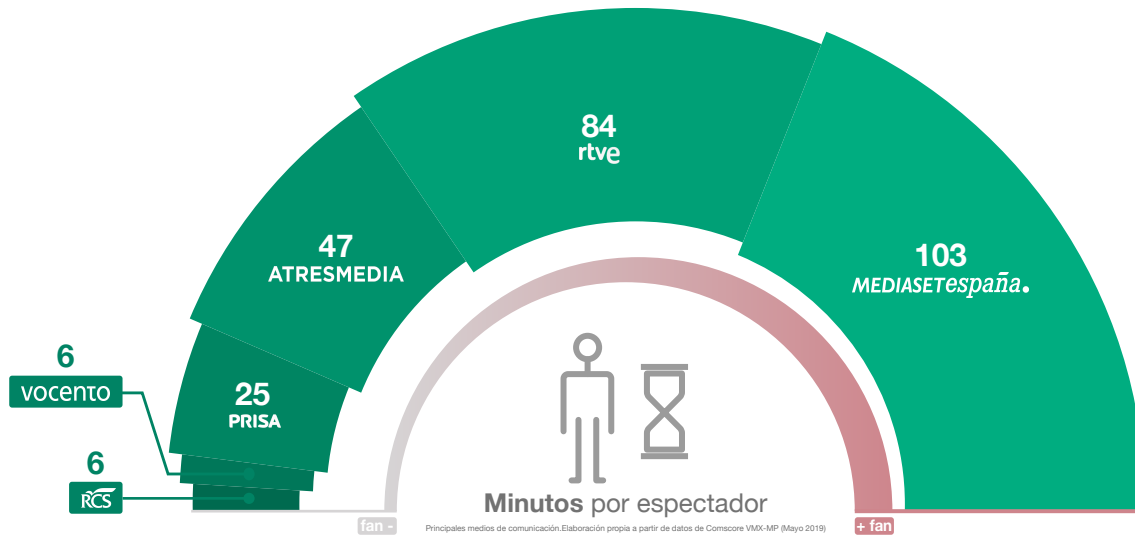 84
rtve
103
MEDIASETespaña.
47
ATRESMEDIA
6
vocento
25
PRISA
6
RCS
Minutos por espectador
fan -
Principales medios de comunicación.Elaboración propia a partir de datos de Comscore VMX-MP (Mayo 2019)
+ fan